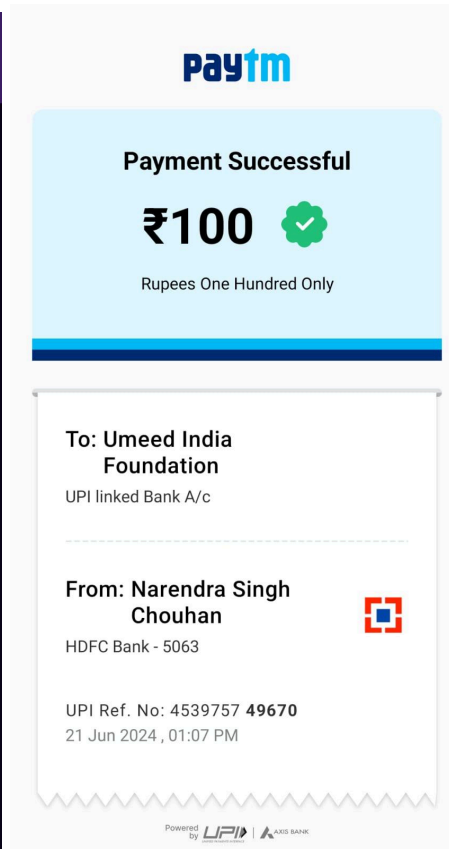 paytm
Payment Successful
₹100
Rupees One Hundred Only
To: Umeed India
Foundation
UPI linked Bank A/c
From: Narendra Singh
Chouhan
HDFC Bank - 5063
UPI Ref. No: 4539757 49670
21 Jun 2024 , 01:07 PM
Powered
by UPI | AXIS BANK